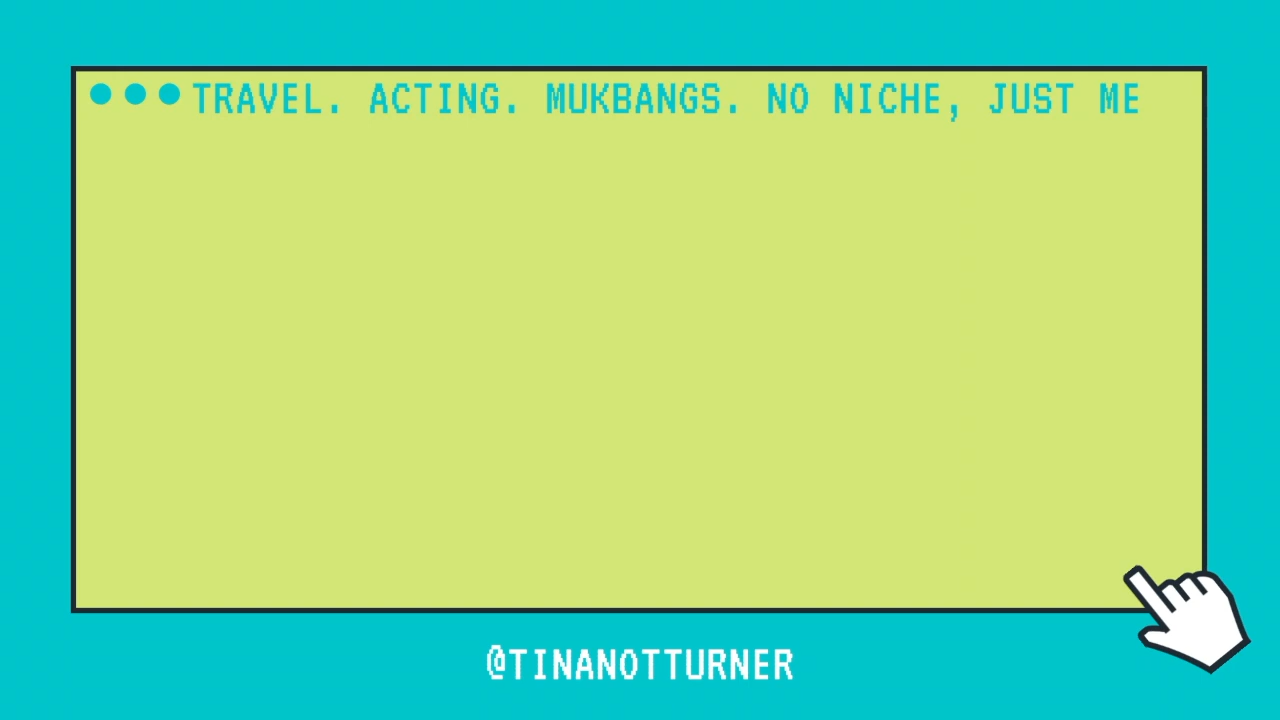 TRAVEL. ACTING. MUKBANGS. NO NICHE, JUST ME
@TINANOTTURNER